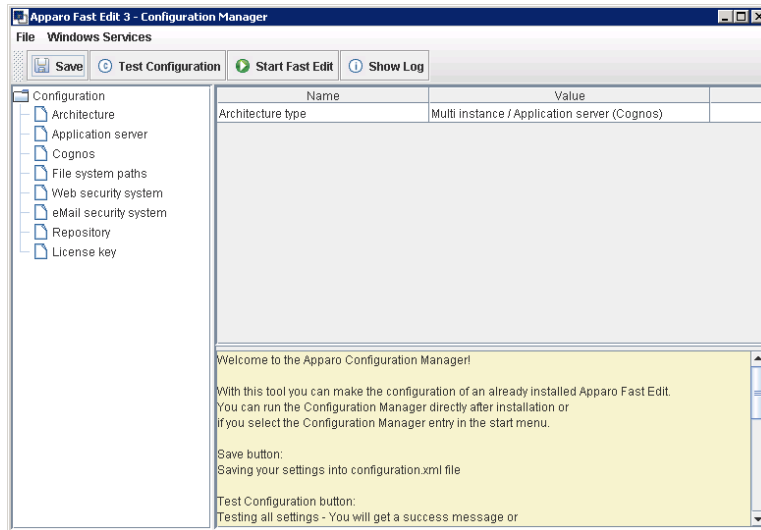 Apparo Fast Edit 3 - Configuration Manager
File Windows Services
Save Test Configuration Start Fast Edit Show Log
Configuration
Architecture
Application server
Cognos
File system paths
Web security system
eMail security system
Repository
License key
Name Value
Architecture type Multi instance / Application server (Cognos)
Welcome to the Apparo Configuration Manager!
With this tool you can make the configuration of an already installed Apparo Fast Edit.
You can run the Configuration Manager directly after installation or
if you select the Configuration Manager entry in the start menu.
Save button:
Saving your settings into configuration.xml file
Test Configuration button:
Testing all settings - You will get a success message or